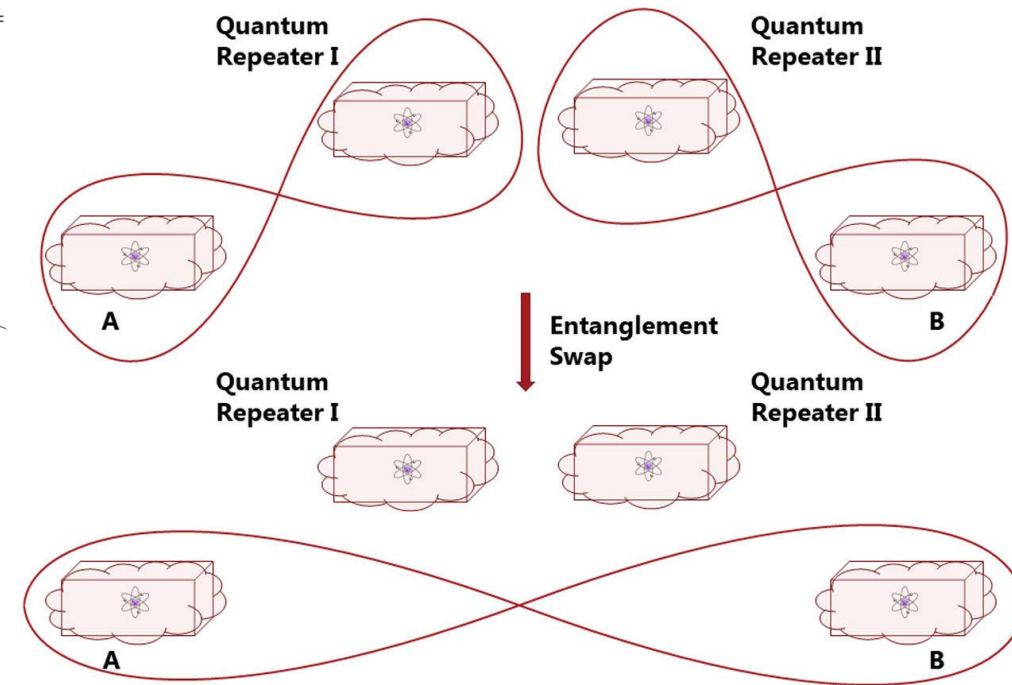 Quantum
Repeater I
Quantum
Repeater II
A
B
Entanglement
Swap
Quantum
Repeater I
Quantum
Repeater II
A
B